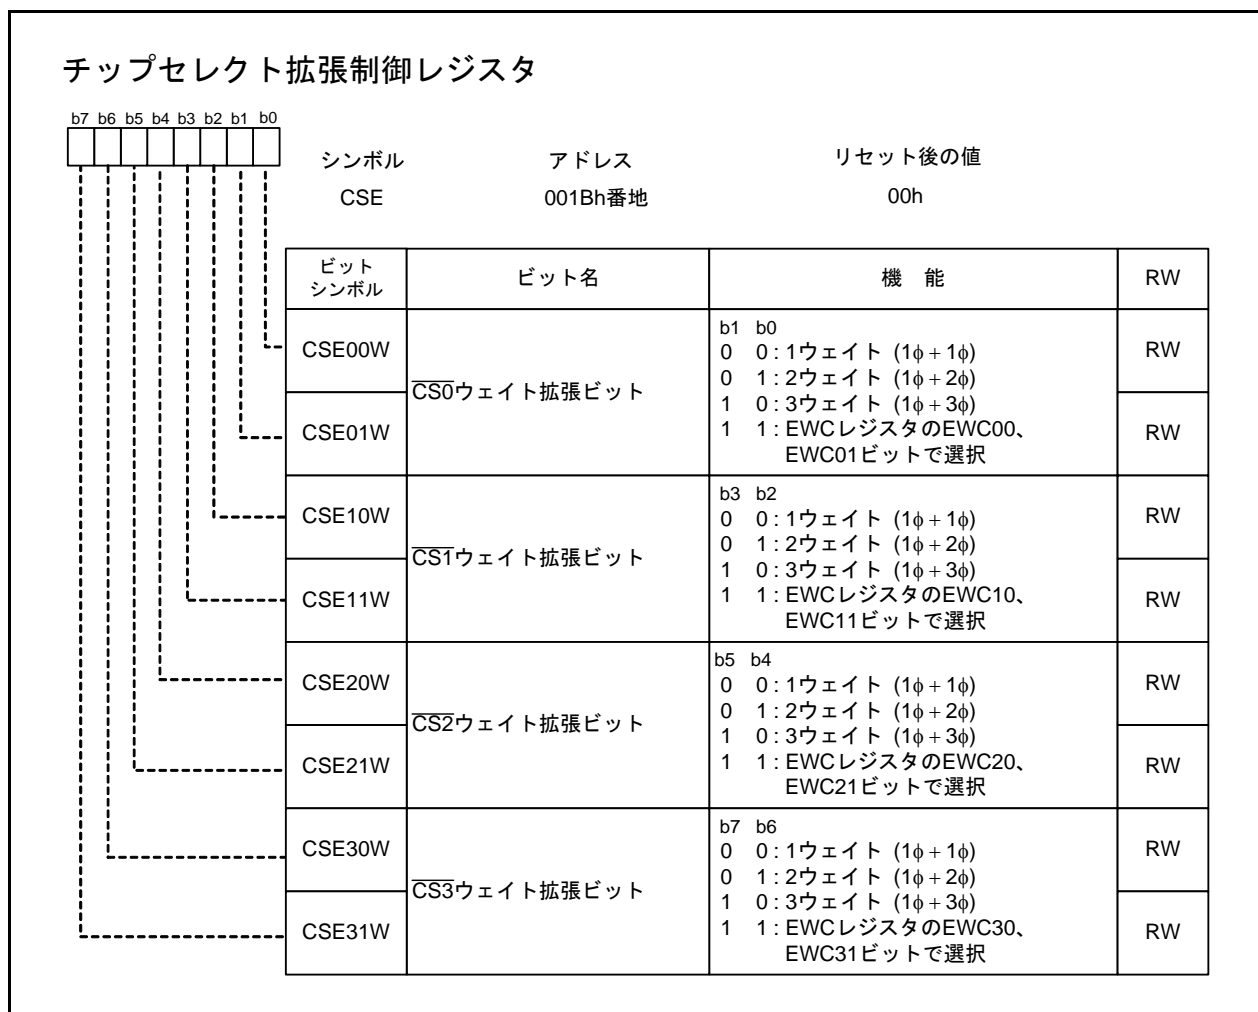 チップセレクト拡張制御レジスタ
b7 b6 b5 b4 b3 b2 b1 b0
シンボル アドレス リセット後の値
CSE 001Bh番地 00h
ビット
シンボル ビット名 機 能 RW
CSE00W RW
CSE01W RW
CS0ウェイト拡張ビット
b1 b0
0 0 : 1ウェイト (1φ + 1φ)
0 1 : 2ウェイト (1φ + 2φ)
1 0 : 3ウェイト (1φ + 3φ)
1 1 : EWCレジスタのEWC00、
EWC01ビットで選択
CSE10W RW
CSE11W RW
CS1ウェイト拡張ビット
b3 b2
0 0 : 1ウェイト (1φ + 1φ)
0 1 : 2ウェイト (1φ + 2φ)
1 0 : 3ウェイト (1φ + 3φ)
1 1 : EWCレジスタのEWC10、
EWC11ビットで選択
CSE20W RW
CSE21W RW
CS2ウェイト拡張ビット
b5 b4
0 0 : 1ウェイト (1φ + 1φ)
0 1 : 2ウェイト (1φ + 2φ)
1 0 : 3ウェイト (1φ + 3φ)
1 1 : EWCレジスタのEWC20、
EWC21ビットで選択
CSE30W RW
CSE31W RW
CS3ウェイト拡張ビット
b7 b6
0 0 : 1ウェイト (1φ + 1φ)
0 1 : 2ウェイト (1φ + 2φ)
1 0 : 3ウェイト (1φ + 3φ)
1 1 : EWCレジスタのEWC30、
EWC31ビットで選択